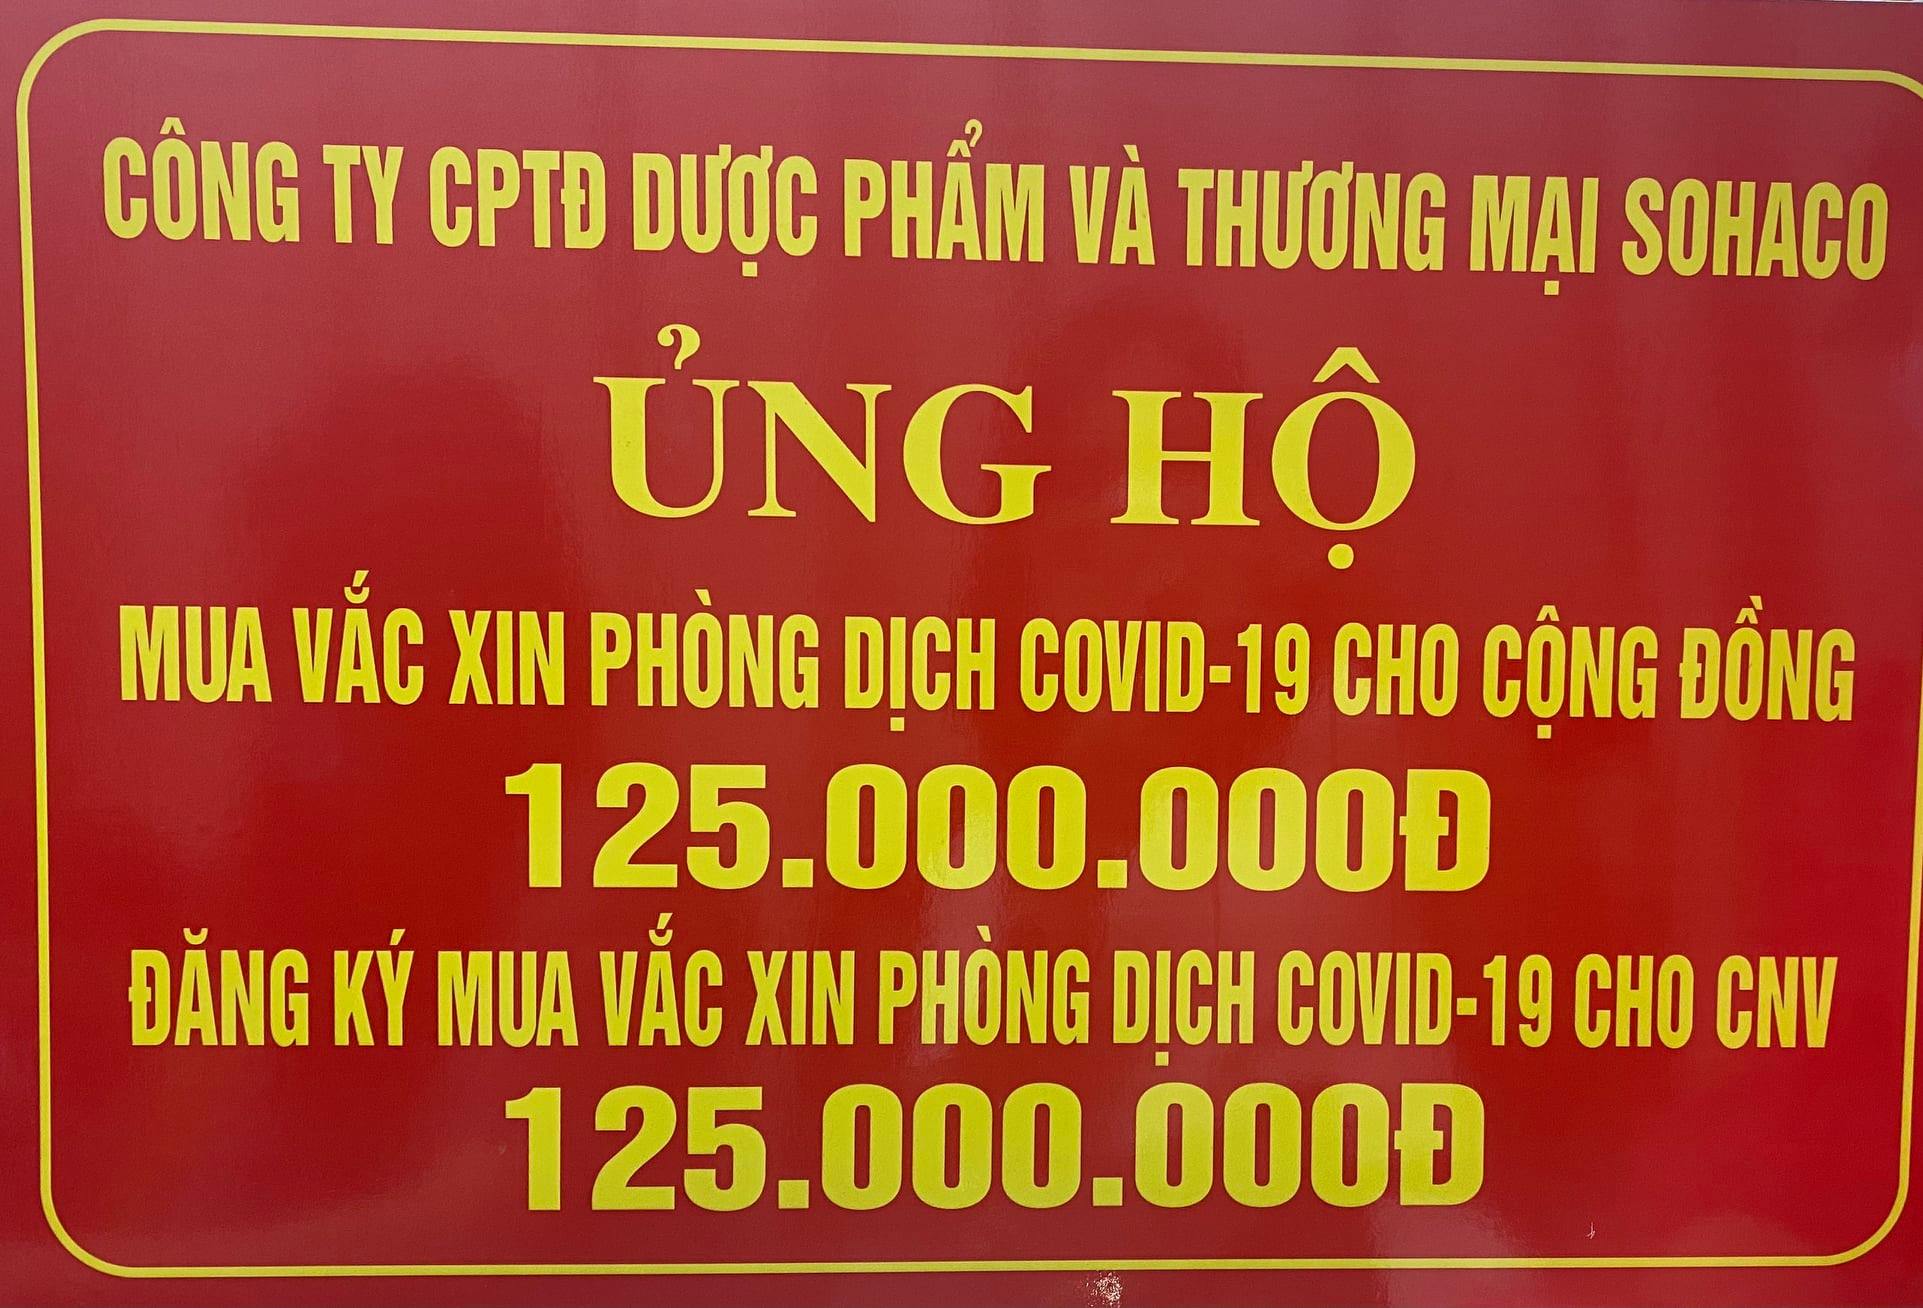 CÔNG TY CPTĐ DƯỢC PHẨM VÀ THƯƠNG MẠI SOHACO
ỦNG HỘ
MUA VẮC XIN PHÒNG DỊCH COVID-19 CHO CỘNG ĐỒNG
125.000.000Đ
ĐĂNG KÝ MUA VẮC XIN PHÒNG DỊCH COVID-19 CHO CNV
125.000.000Đ